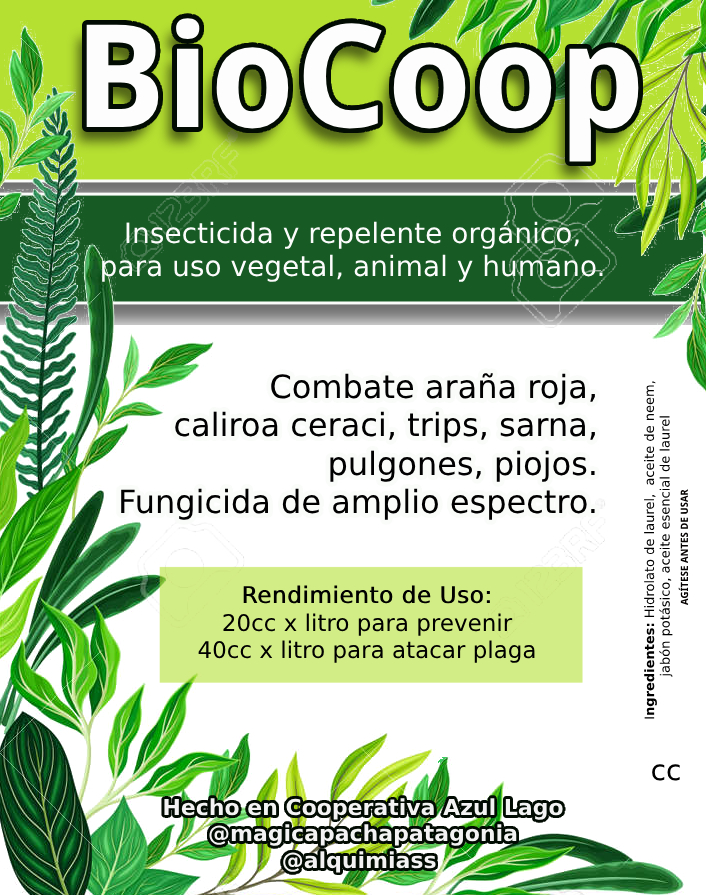 BioCoop
Insecticida y repelente orgánico,
para uso vegetal, animal y humano.
Combate araña roja,
caliroa ceraci, trips, sarna,
pulgones, piojos.
Fungicida de amplio espectro.
Rendimiento de Uso:
20cc x litro para prevenir
40cc x litro para atacar plaga
Ingredientes: Hidrolato de laurel, aceite de neem,
jabón potásico, aceite esencial de laurel
AGÍTESE ANTES DE USAR
cc
Hecho en Cooperativa Azul Lago
@magicapachapatagonia
@alquimiass